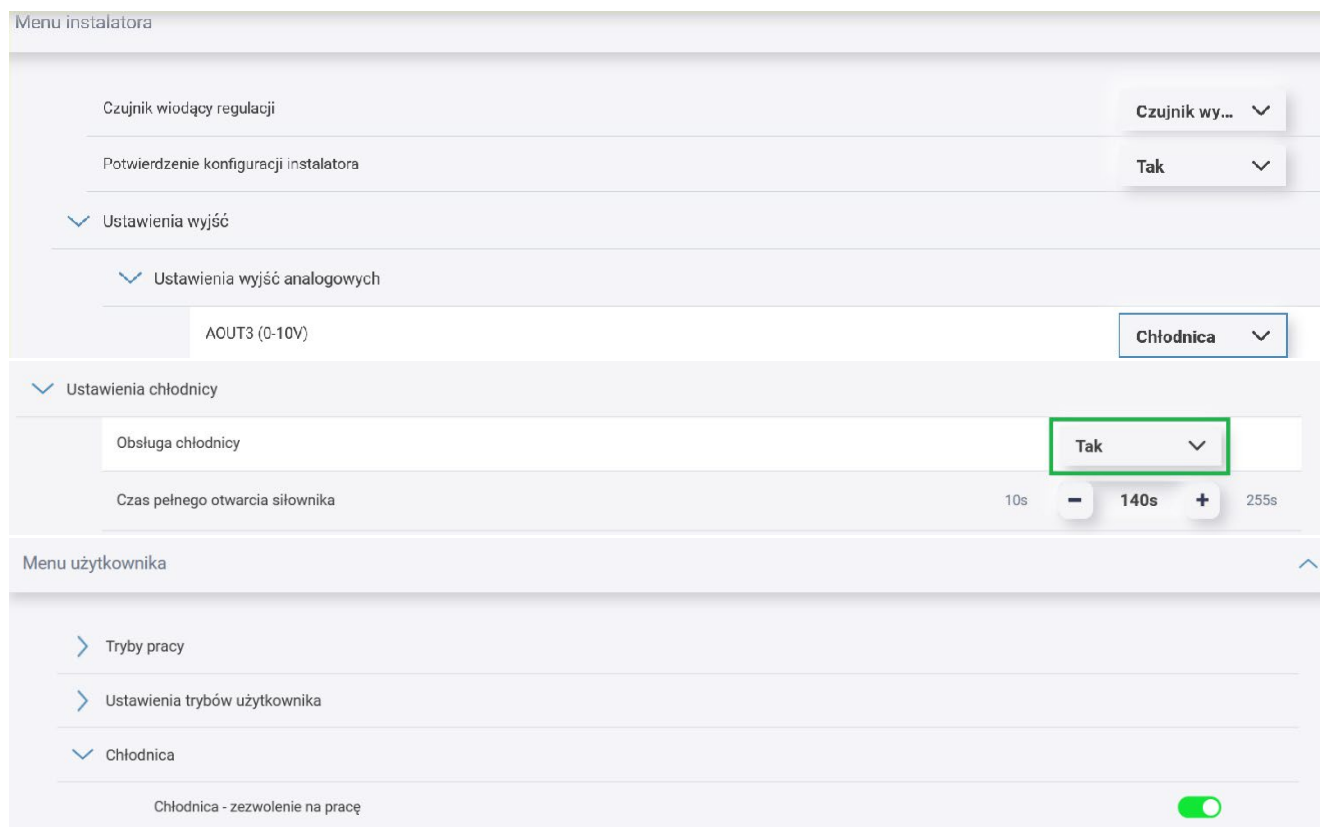 Menu instalatora
Czujnik wiodący regulacji
Czujnik wy...
Potwierdzenie konfiguracji instalatora
Tak
Ustawienia wyjść
Ustawienia wyjść analogowych
AOUT3 (0-10V)
Chłodnica
Ustawienia chłodnicy
Obsługa chłodnicy
Tak
Czas pełnego otwarcia siłownika
10s - 140s + 255s
Menu użytkownika
Tryby pracy
Ustawienia trybów użytkownika
Chłodnica
Chłodnica - zezwolenie na pracę